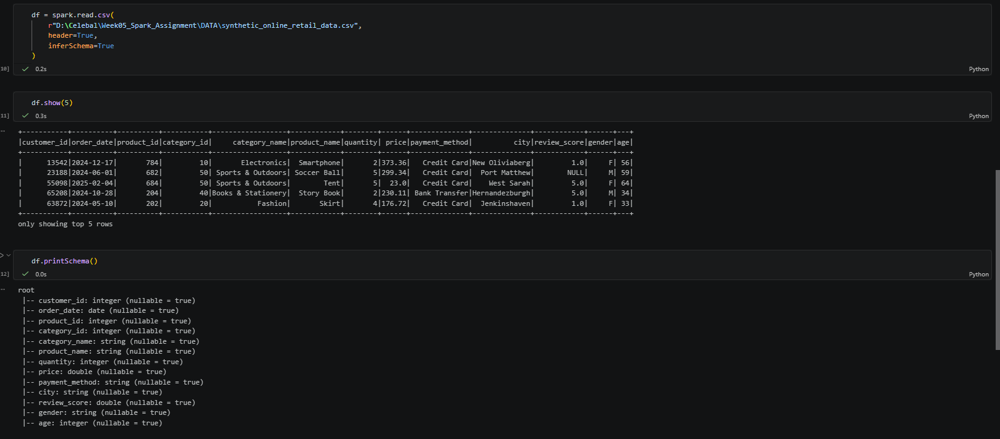 df = spark.read.csv(
    r"D:\Celebal\Week05_Spark_Assignment\DATA\synthetic_online_retail_data.csv",
    header=True,
    inferSchema=True
)
10]
0.2s
Python
df.show(5)
11]
0.3s
Python
...
+-----------+----------+----------+-----------+-------------------+------------+--------+------+--------------+--------------+------------+------+---+
|customer_id|order_date|product_id|category_id|      category_name|product_name|quantity| price|payment_method|          city|review_score|gender|age|
+-----------+----------+----------+-----------+-------------------+------------+--------+------+--------------+--------------+------------+------+---+
|      13542|2024-12-17|       784|         10|        Electronics|  Smartphone|       2|373.36|   Credit Card|New Oliviaberg|         1.0|     F| 56|
|      23188|2024-06-01|       682|         50|  Sports & Outdoors| Soccer Ball|       5|299.34|   Credit Card|  Port Matthew|        NULL|     M| 59|
|      55098|2025-02-04|       684|         50|  Sports & Outdoors|        Tent|       5|  23.0|   Credit Card|    West Sarah|         5.0|     F| 64|
|      65208|2024-10-28|       204|         40|Books & Stationery|  Story Book|       2|230.11| Bank Transfer|Hernandezburgh|         5.0|     M| 34|
|      63872|2024-05-10|       202|         20|            Fashion|       Skirt|       4|176.72|   Credit Card|  Jenkinshaven|         1.0|     F| 33|
+-----------+----------+----------+-----------+-------------------+------------+--------+------+--------------+--------------+------------+------+---+
only showing top 5 rows
df.printSchema()
12]
0.0s
Python
...
root
 |-- customer_id: integer (nullable = true)
 |-- order_date: date (nullable = true)
 |-- product_id: integer (nullable = true)
 |-- category_id: integer (nullable = true)
 |-- category_name: string (nullable = true)
 |-- product_name: string (nullable = true)
 |-- quantity: integer (nullable = true)
 |-- price: double (nullable = true)
 |-- payment_method: string (nullable = true)
 |-- city: string (nullable = true)
 |-- review_score: double (nullable = true)
 |-- gender: string (nullable = true)
 |-- age: integer (nullable = true)